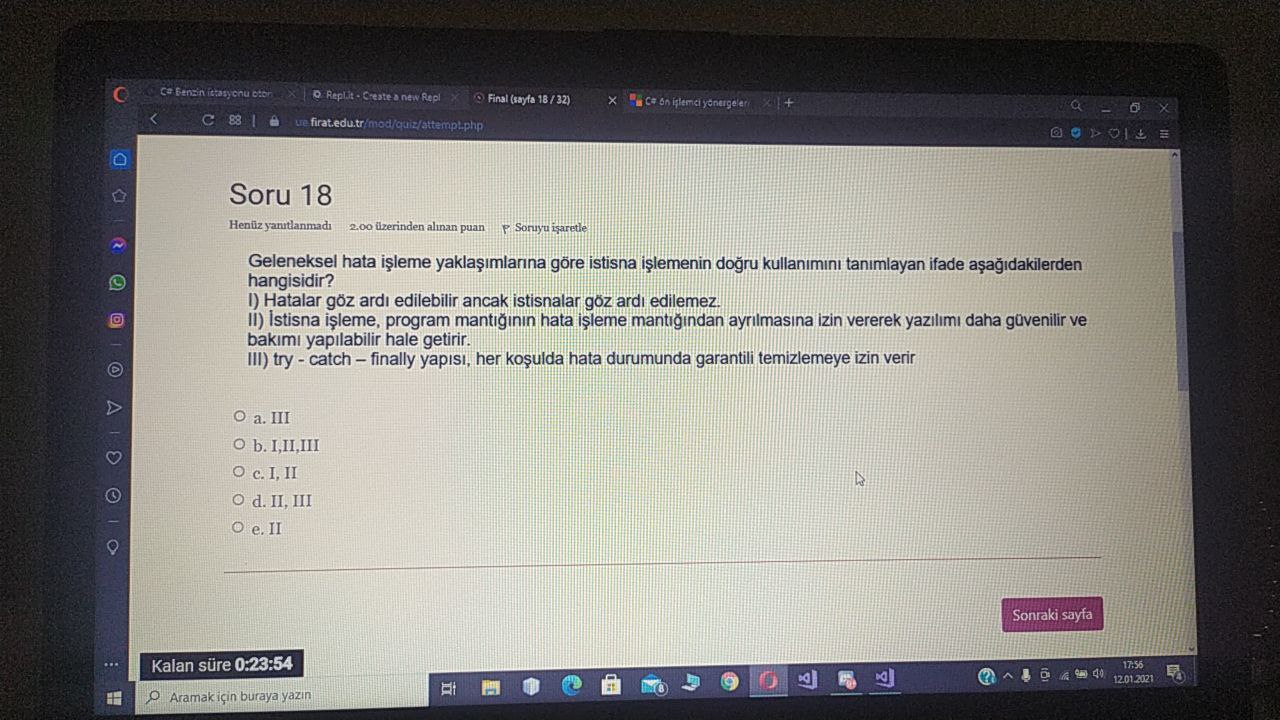 C# Benzin istasyonu otom
Repl.it - Create a new Repl
Final (sayfa 18 / 32)
C# ön işlemci yönergeleri
88
ue.firat.edu.tr/mod/quiz/attempt.php
Soru 18
Henüz yanıtlanmadı 2.00 üzerinden alınan puan Soruyu işaretle
Geleneksel hata işleme yaklaşımlarına göre istisna işlemenin doğru kullanımını tanımlayan ifade aşağıdakilerden
hangisidir?
I) Hatalar göz ardı edilebilir ancak istisnalar göz ardı edilemez.
II) İstisna işleme, program mantığının hata işleme mantığından ayrılmasına izin vererek yazılımı daha güvenilir ve
bakımı yapılabilir hale getirir.
III) try - catch – finally yapısı, her koşulda hata durumunda garantili temizlemeye izin verir
a. III
b. I,II,III
c. I, II
d. II, III
e. II
Sonraki sayfa
Kalan süre 0:23:54
Aramak için buraya yazın
17:56
12.01.2021